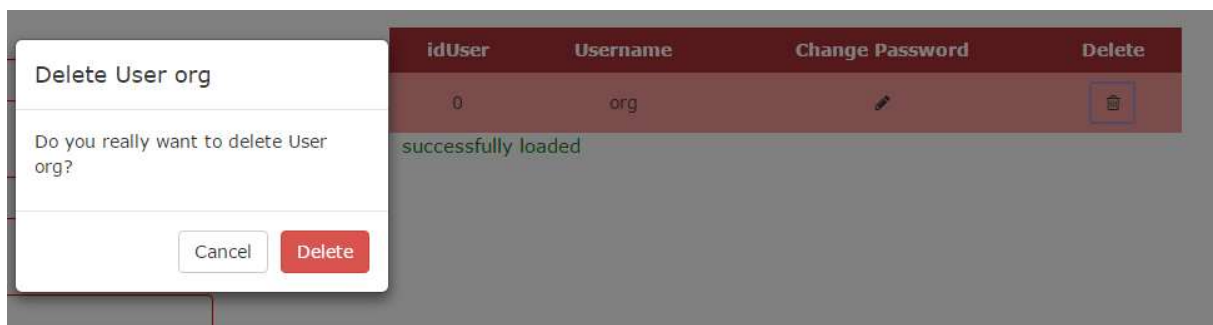 Delete User org
Do you really want to delete User
org?
Cancel Delete
idUser Username Change Password Delete
0 org
successfully loaded